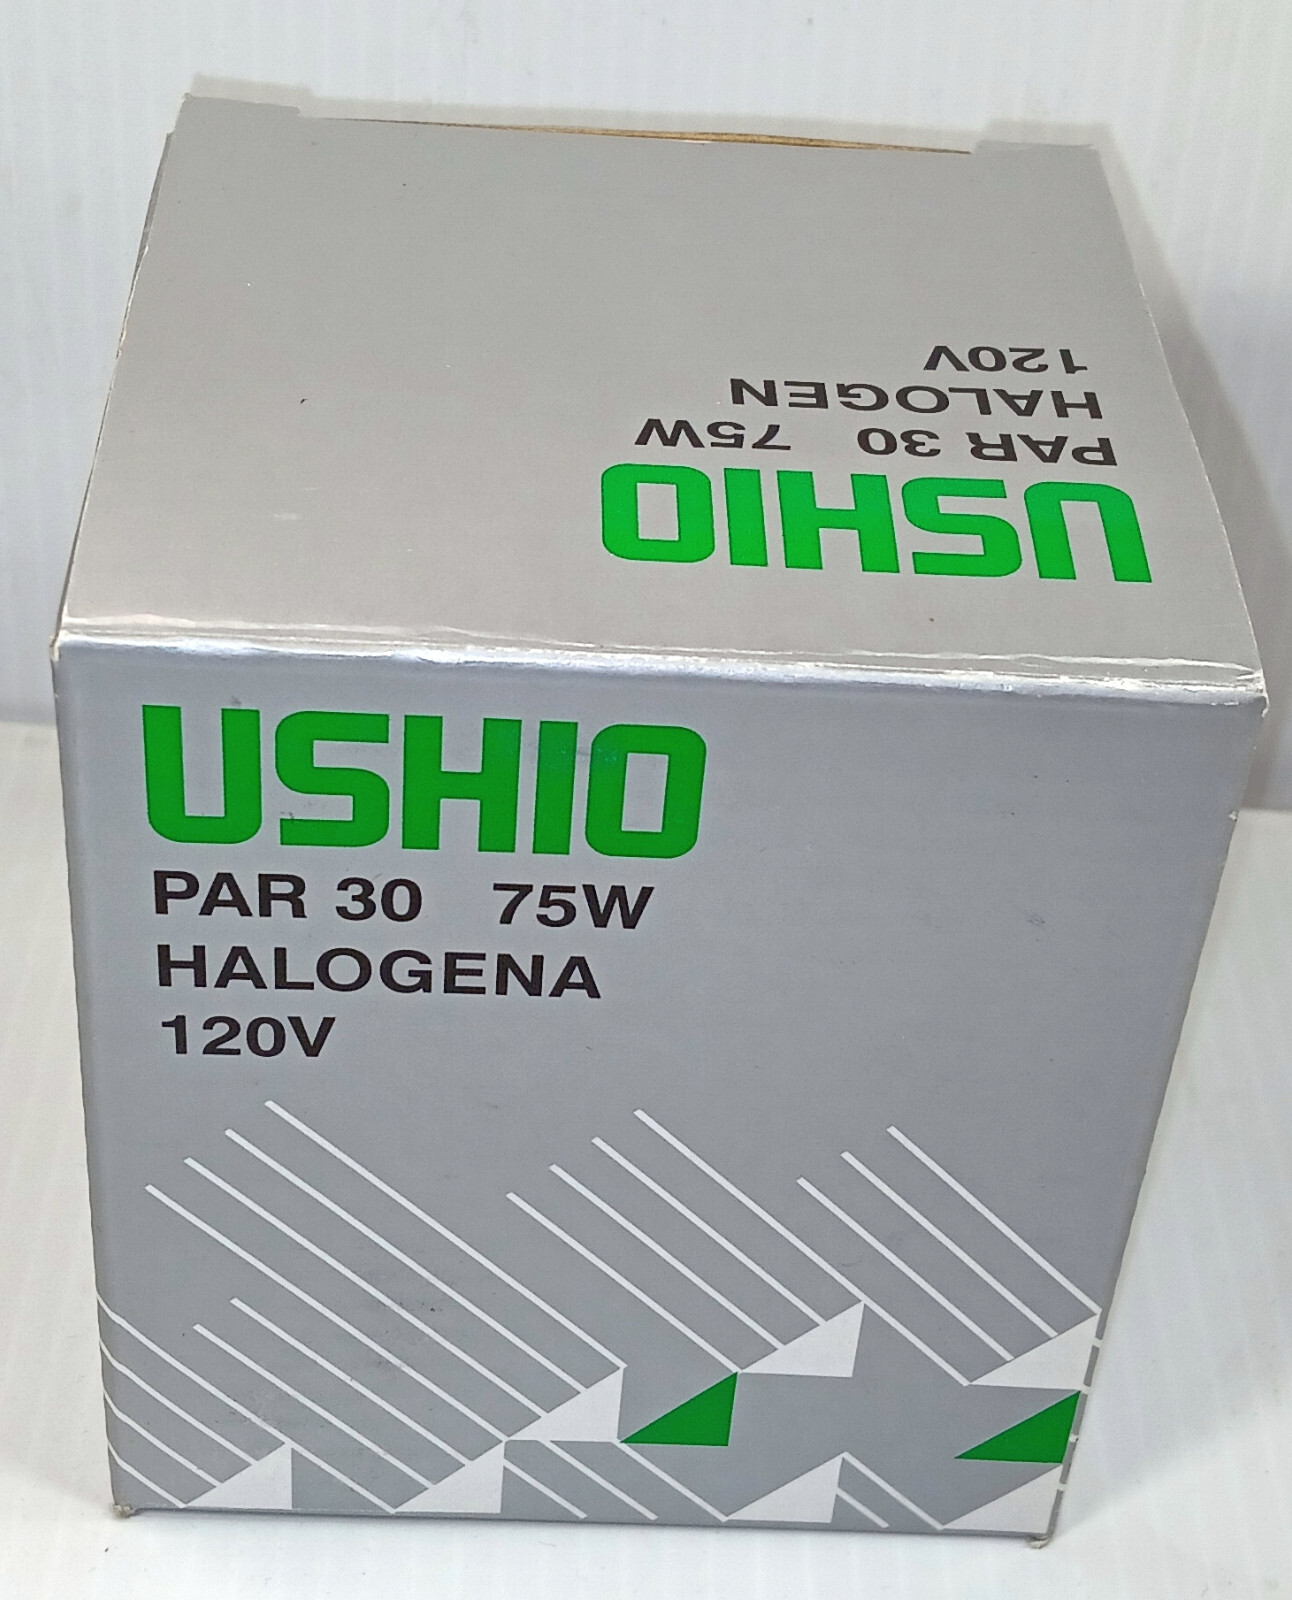 USHIO
PAR 30 75W
HALOGEN
120V
USHIO
PAR 30 75W
HALOGENA
120V